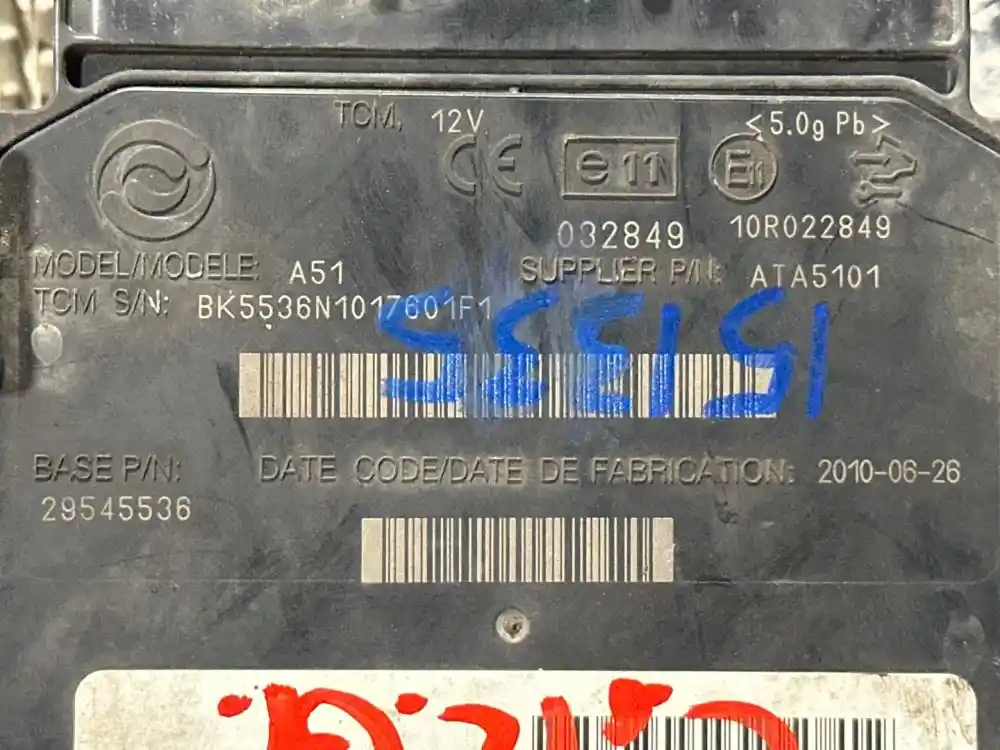 TCM, 12V <5.0g Pb>
CE e11 E11
032849 10R022849
MODEL/MODELE: A51 SUPPLIER P/N: ATA5101
TCM S/N: BK5536N1017601F1
BASE P/N: DATE CODE/DATE DE FABRICATION: 2010-06-26
29545536